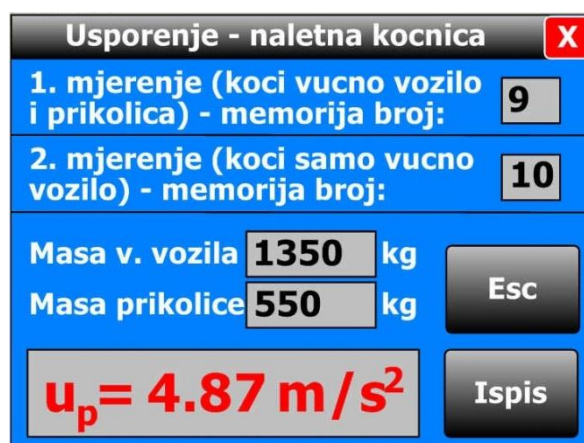 Usporenje - naletna kocnica X
1. mjerenje (koci vucno vozilo
i prikolica) - memorija broj: 9
2. mjerenje (koci samo vucno
vozilo) - memorija broj: 10
Masa v. vozila 1350 kg
Masa prikolice 550 kg
Esc
uₚ= 4.87 m/s²
Ispis